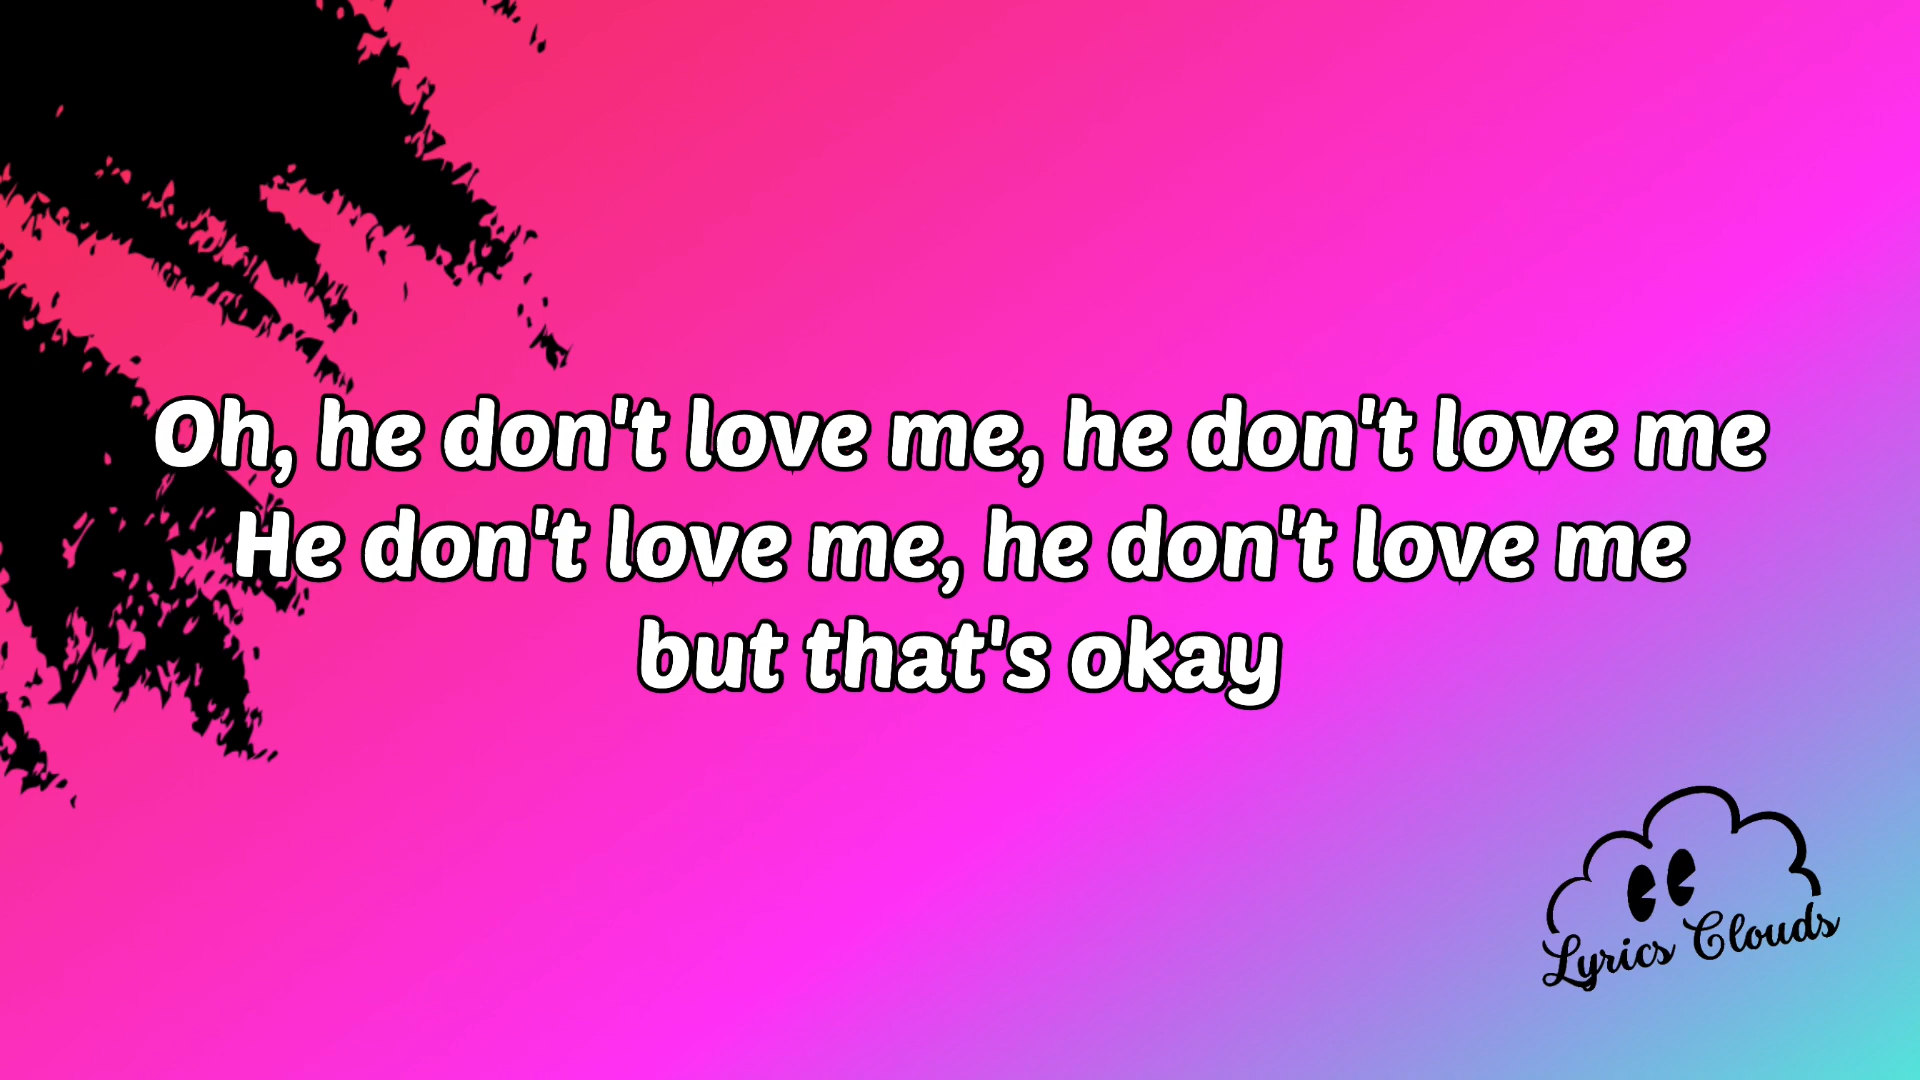 Oh, he don't love me, he don't love me
He don't love me, he don't love me
but that's okay
Lyrics Clouds